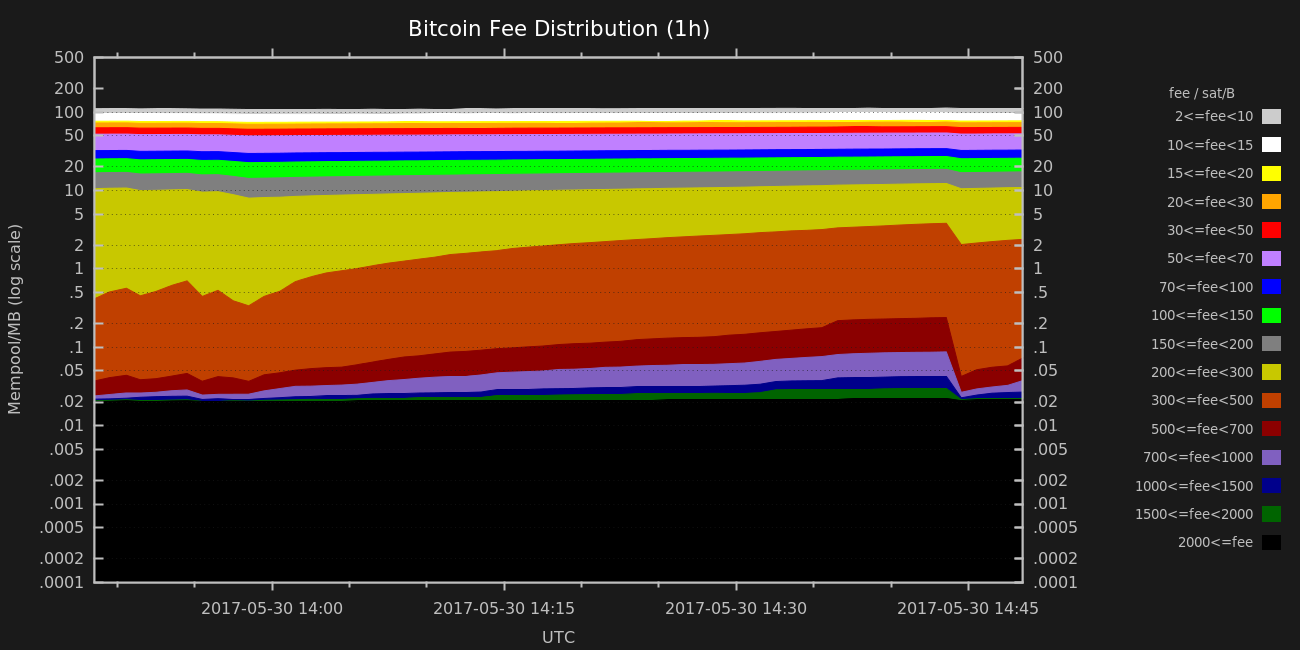 Bitcoin Fee Distribution (1h)
Mempool/MB (log scale)
500
200
100
50
20
10
5
2
1
.5
.2
.1
.05
.02
.01
.005
.002
.001
.0005
.0002
.0001
500
200
100
50
20
10
5
2
1
.5
.2
.1
.05
.02
.01
.005
.002
.001
.0005
.0002
.0001
2017-05-30 14:00
2017-05-30 14:15
2017-05-30 14:30
2017-05-30 14:45
UTC
fee / sat/B
2<=fee<10
10<=fee<15
15<=fee<20
20<=fee<30
30<=fee<50
50<=fee<70
70<=fee<100
100<=fee<150
150<=fee<200
200<=fee<300
300<=fee<500
500<=fee<700
700<=fee<1000
1000<=fee<1500
1500<=fee<2000
2000<=fee